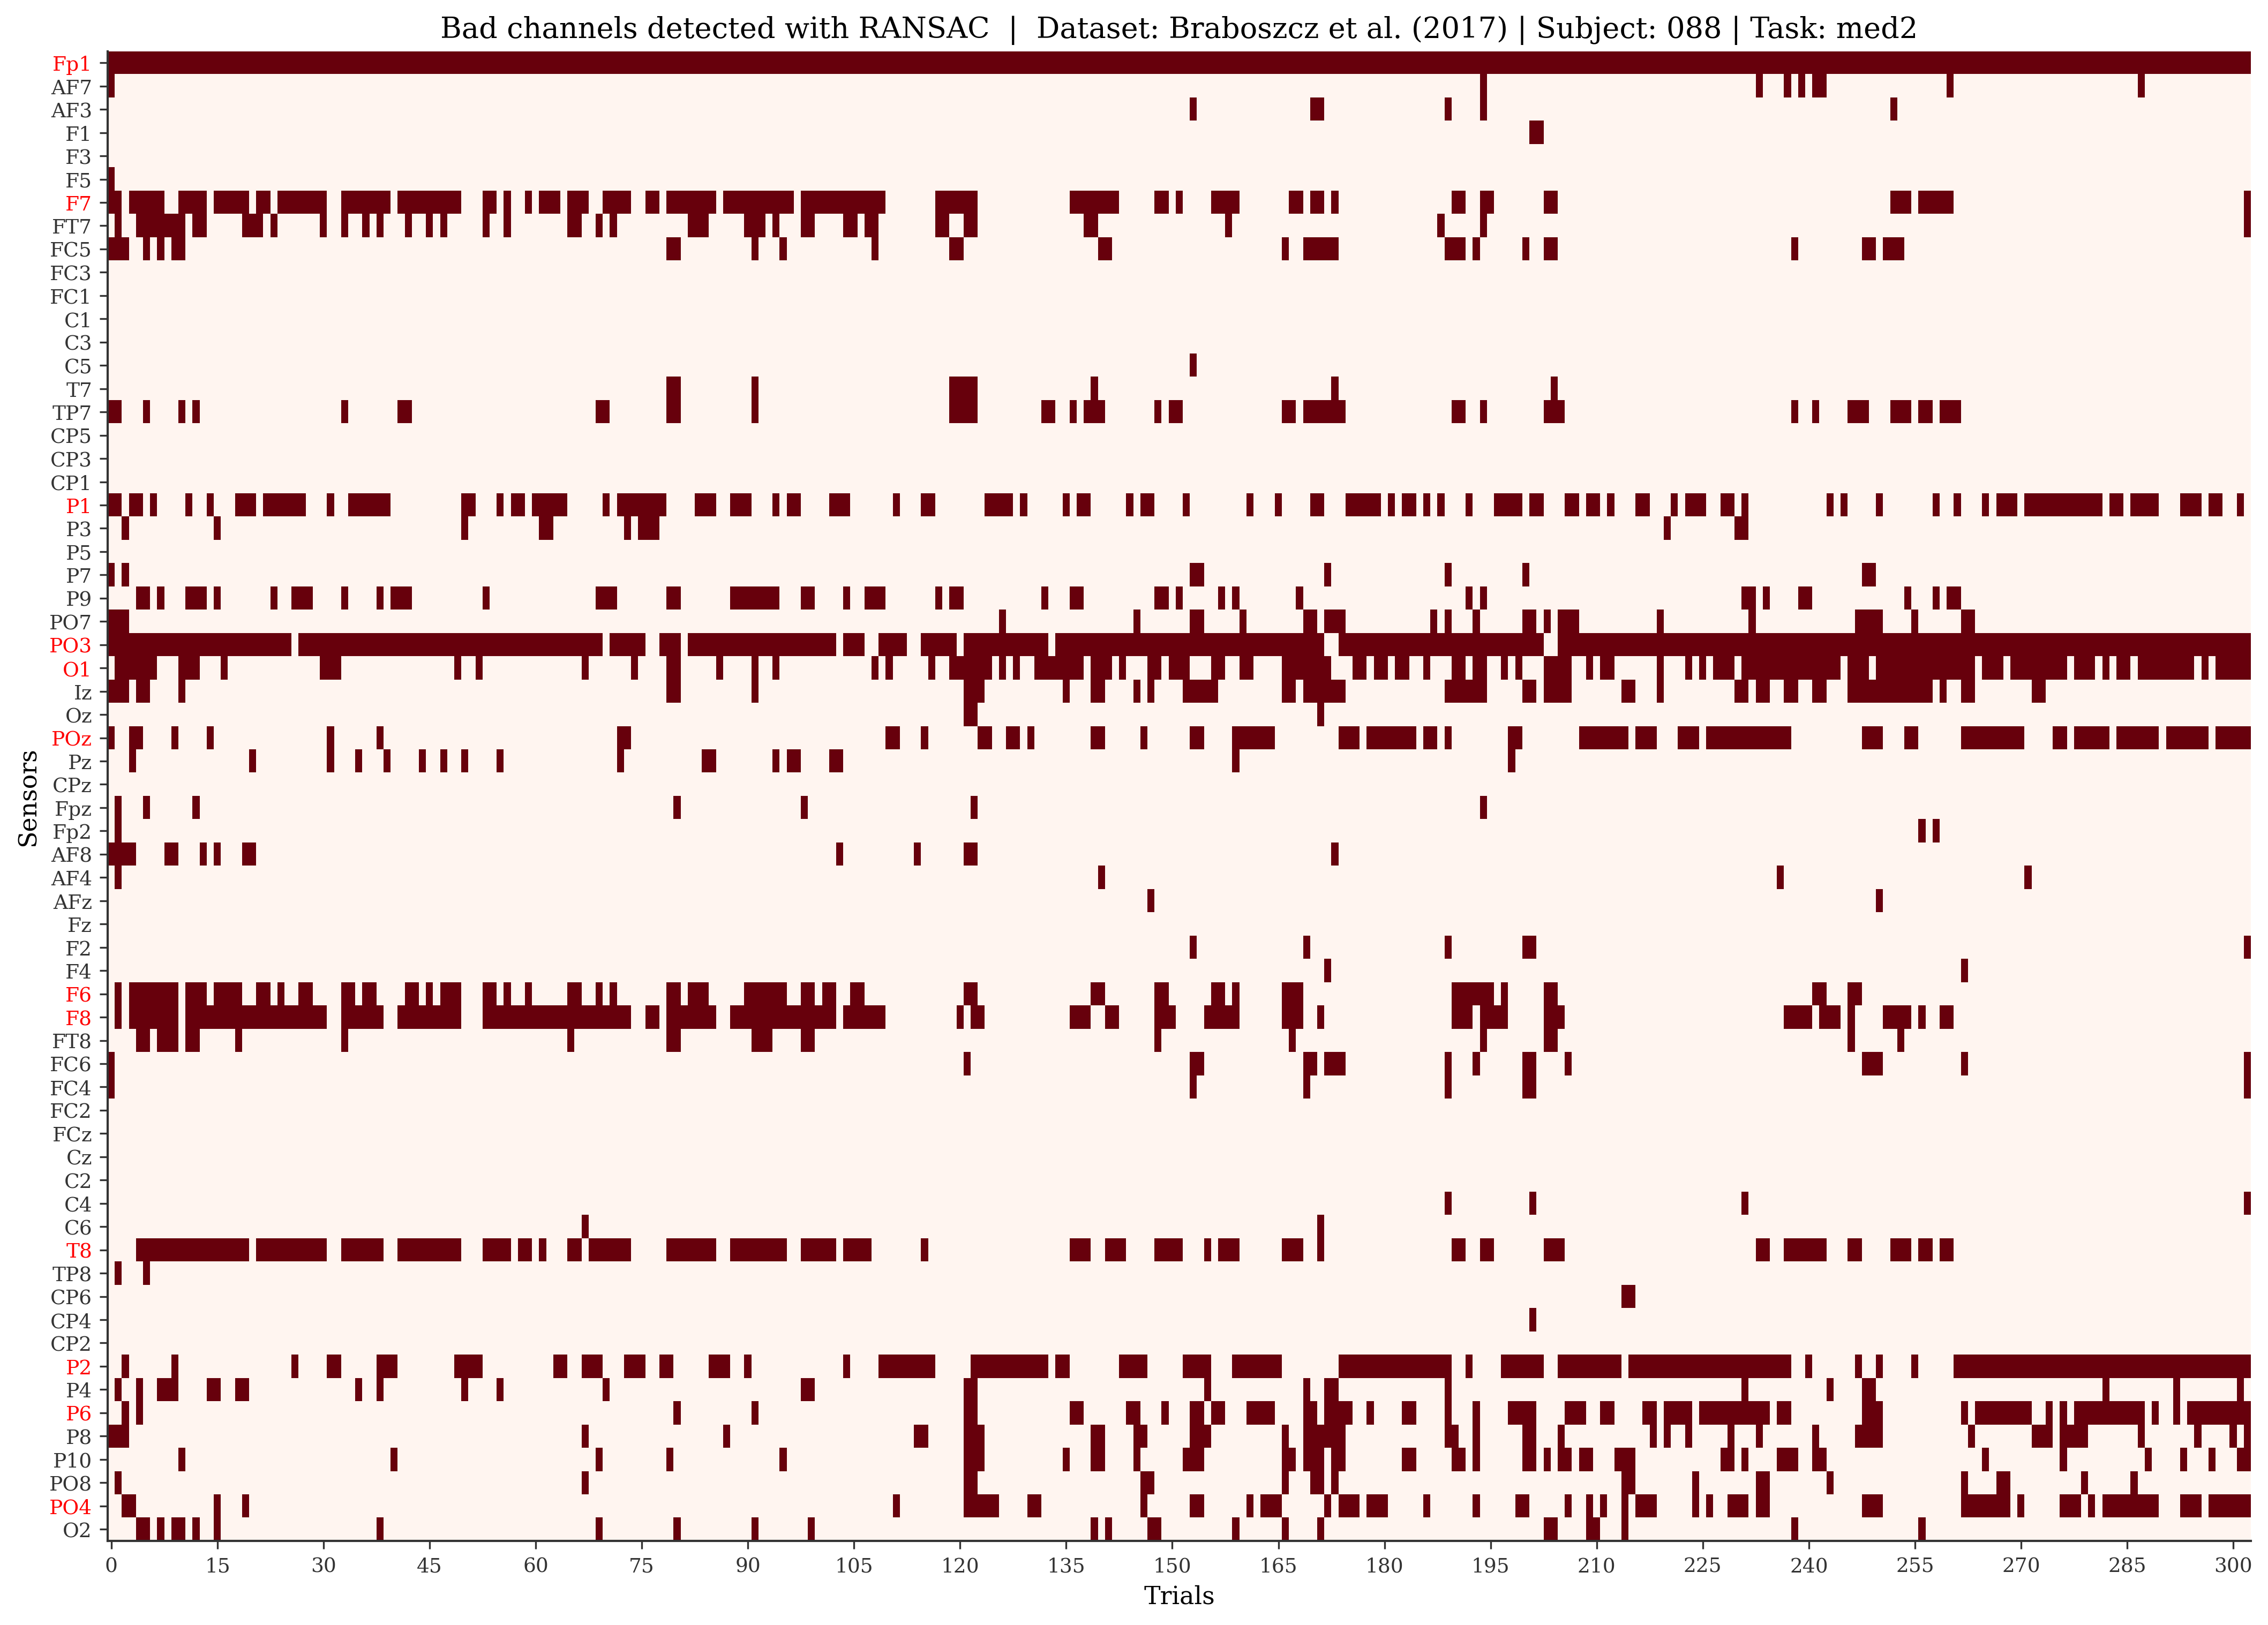 Bad channels detected with RANSAC | Dataset: Braboszcz et al. (2017) | Subject: 088 | Task: med2
Sensors
Fp1
AF7
AF3
F1
F3
F5
F7
FT7
FC5
FC3
FC1
C1
C3
C5
T7
TP7
CP5
CP3
CP1
P1
P3
P5
P7
P9
PO7
PO3
O1
Iz
Oz
POz
Pz
CPz
Fpz
Fp2
AF8
AF4
AFz
Fz
F2
F4
F6
F8
FT8
FC6
FC4
FC2
FCz
Cz
C2
C4
C6
T8
TP8
CP6
CP4
CP2
P2
P4
P6
P8
P10
PO8
PO4
O2
0 15 30 45 60 75 90 105 120 135 150 165 180 195 210 225 240 255 270 285 300
Trials